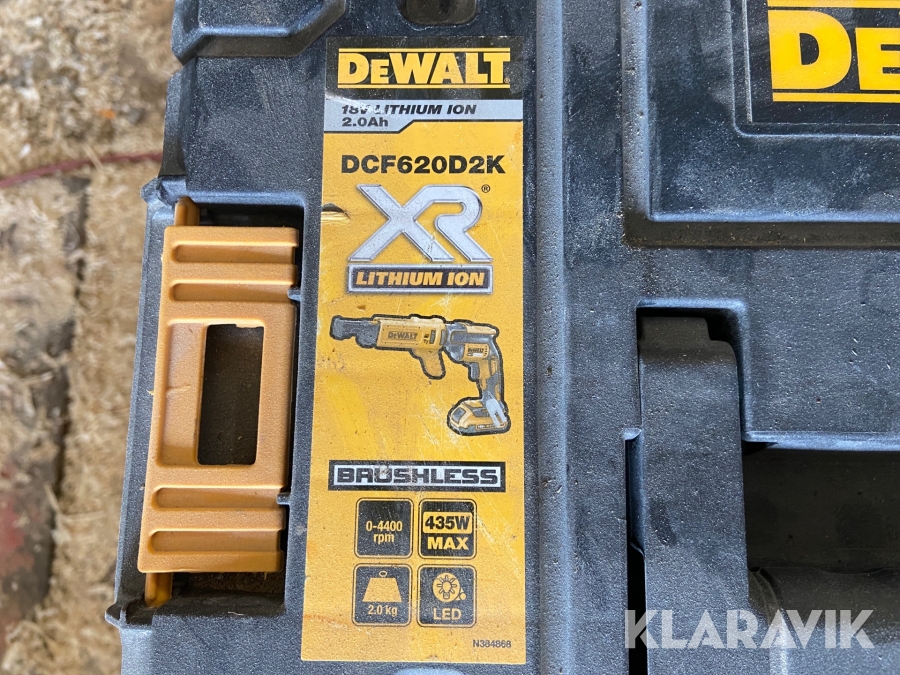 DEWALT
18V LITHIUM ION
2.0Ah
DCF620D2K
XR®
LITHIUM ION
DEWALT
BRUSHLESS
0-4400
rpm
435W
MAX
2.0 kg
LED
N384868
DE
KLARAVIK